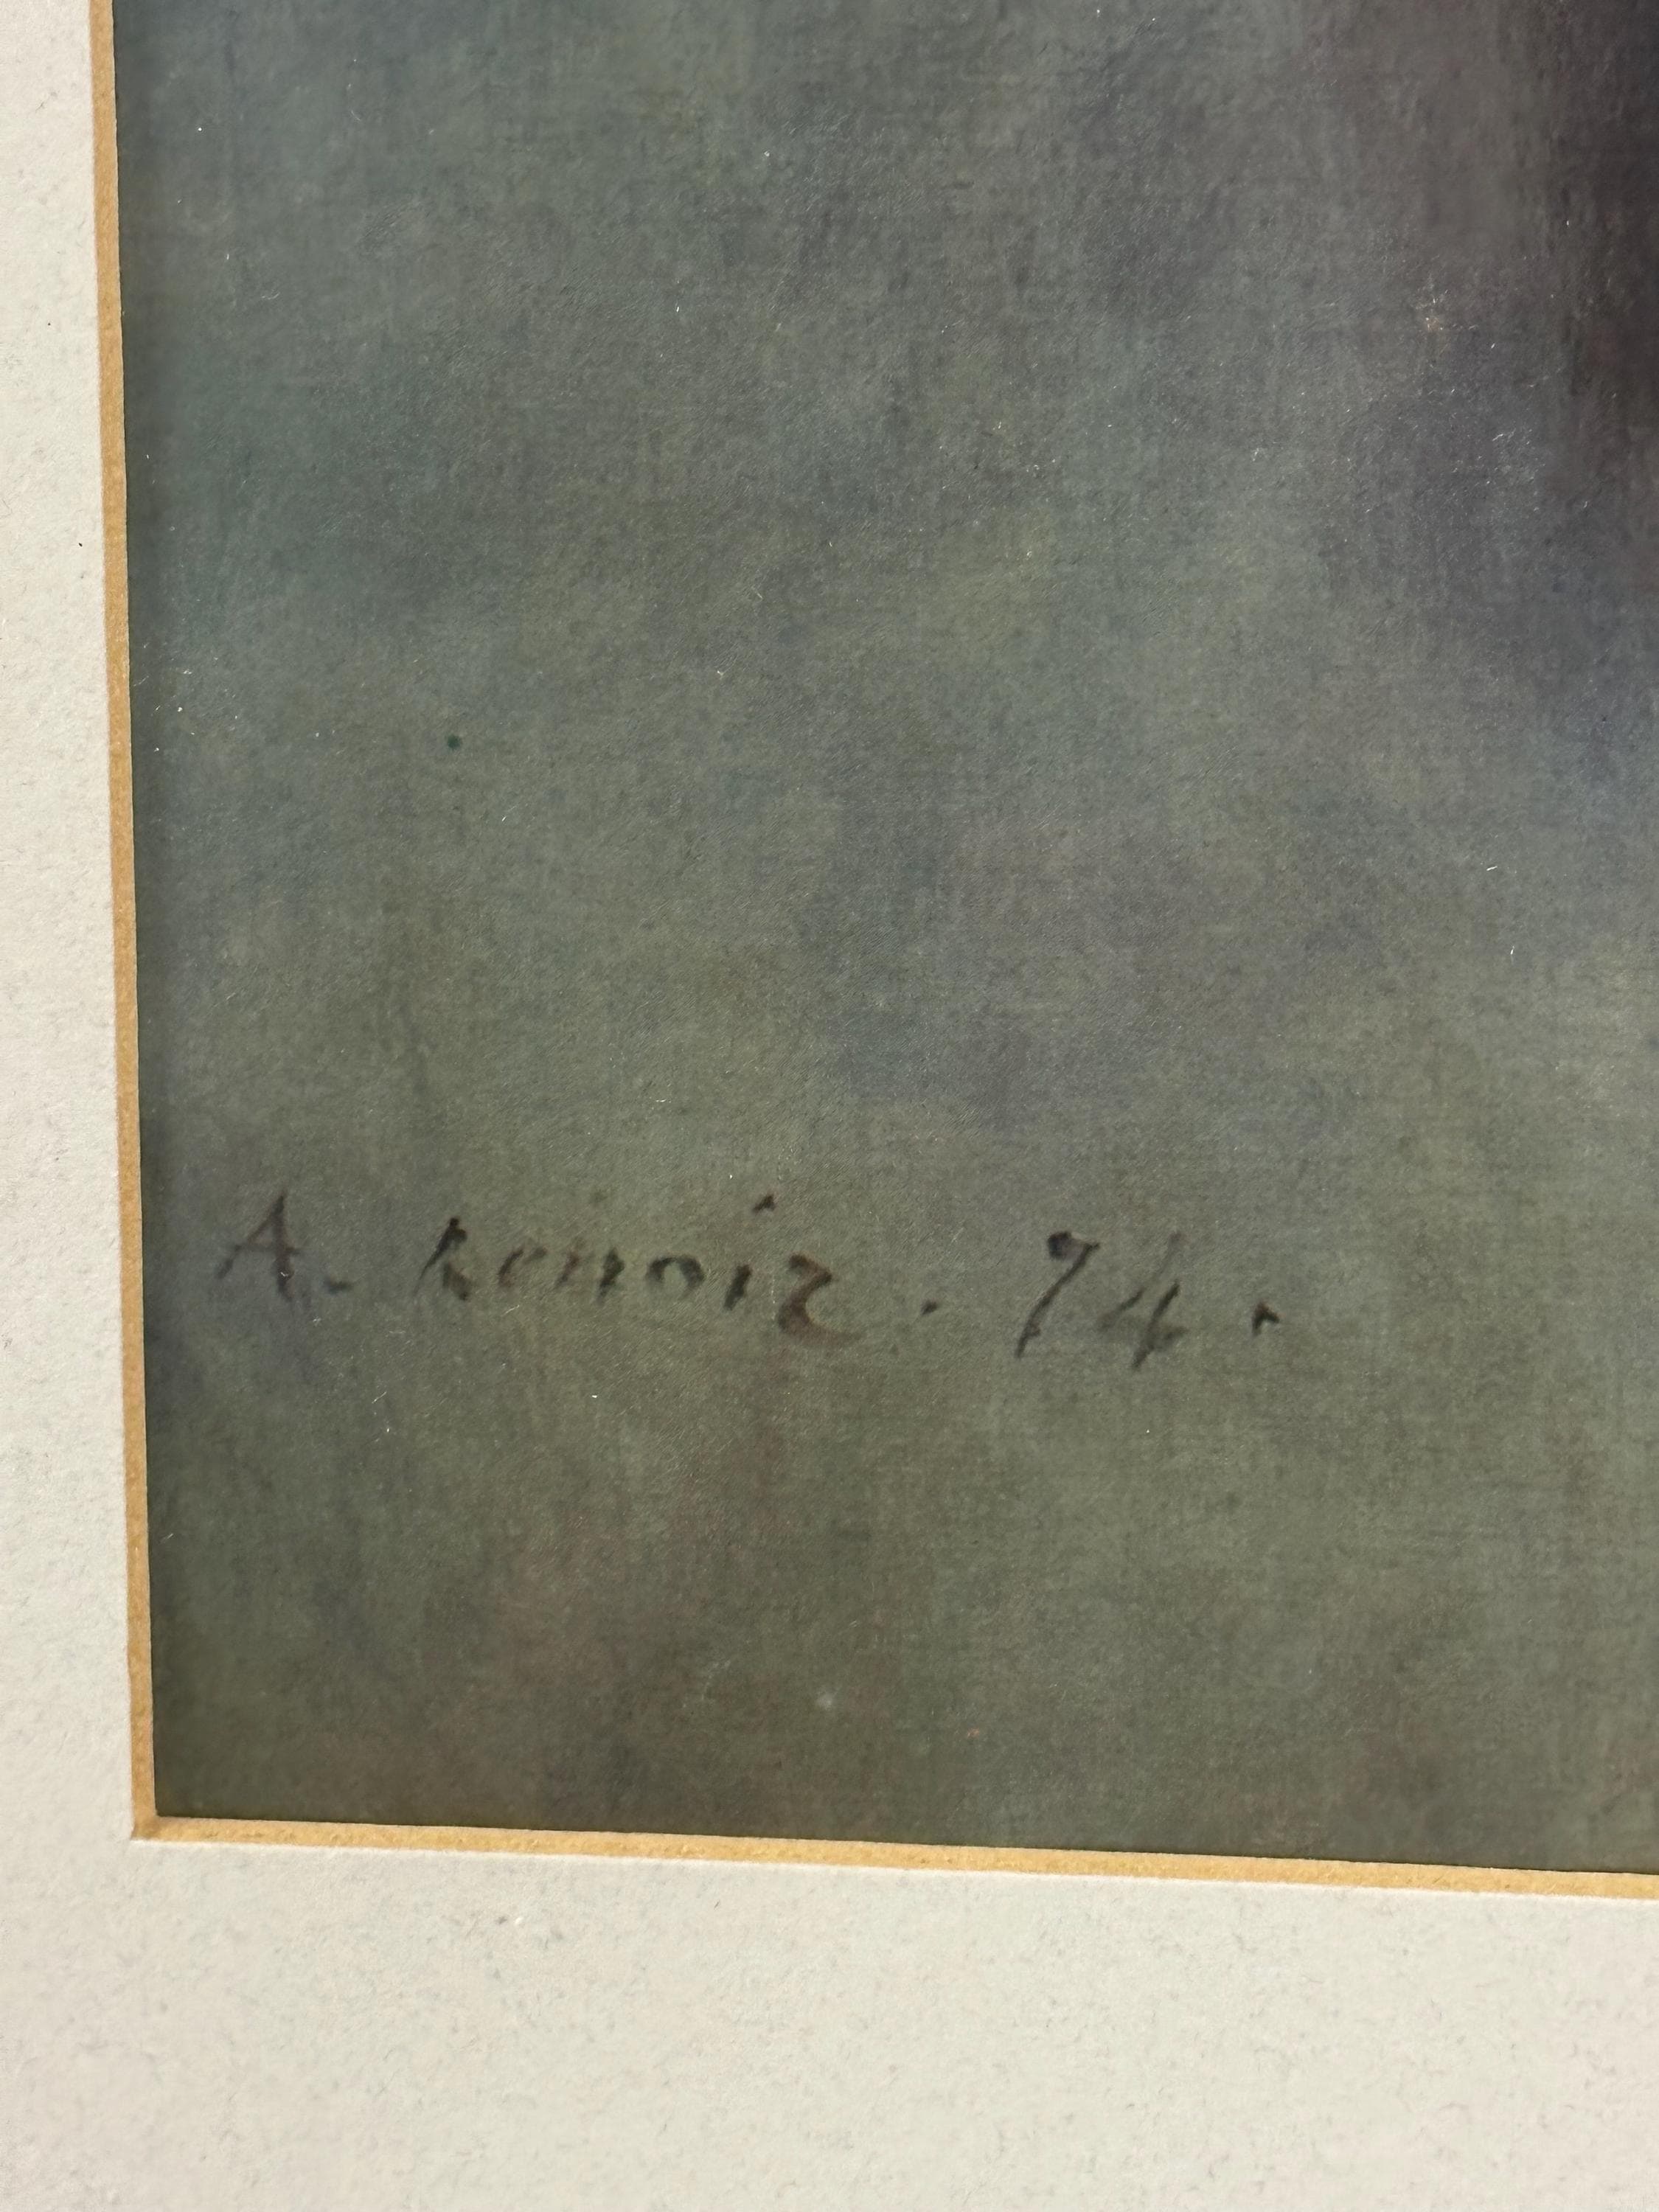 A. Renoir . 74 .